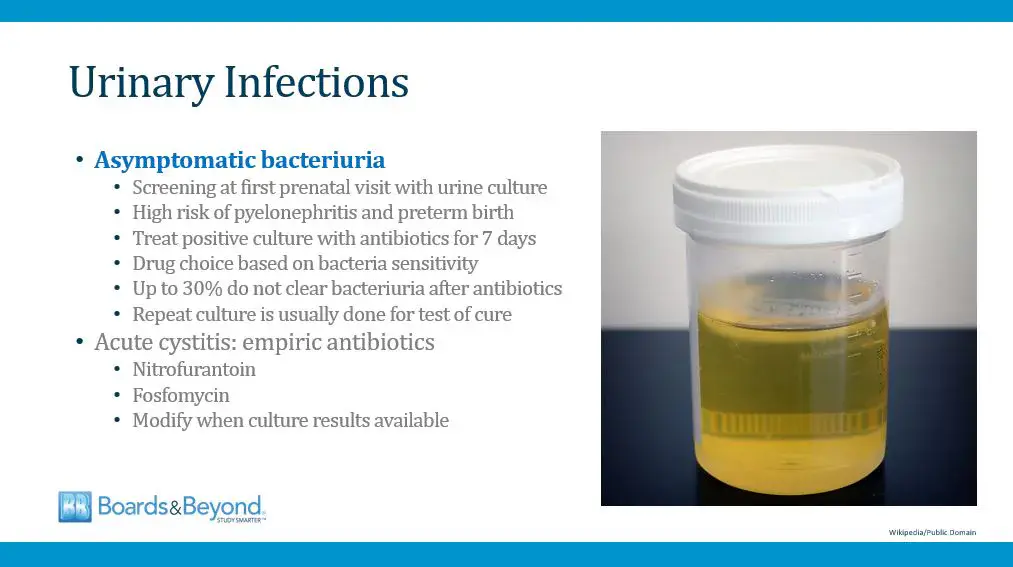 Urinary Infections
• Asymptomatic bacteriuria
• Screening at first prenatal visit with urine culture
• High risk of pyelonephritis and preterm birth
• Treat positive culture with antibiotics for 7 days
• Drug choice based on bacteria sensitivity
• Up to 30% do not clear bacteriuria after antibiotics
• Repeat culture is usually done for test of cure
• Acute cystitis: empiric antibiotics
• Nitrofurantoin
• Fosfomycin
• Modify when culture results available
BB Boards&Beyond.
STUDY SMARTER™
Wikipedia/Public Domain